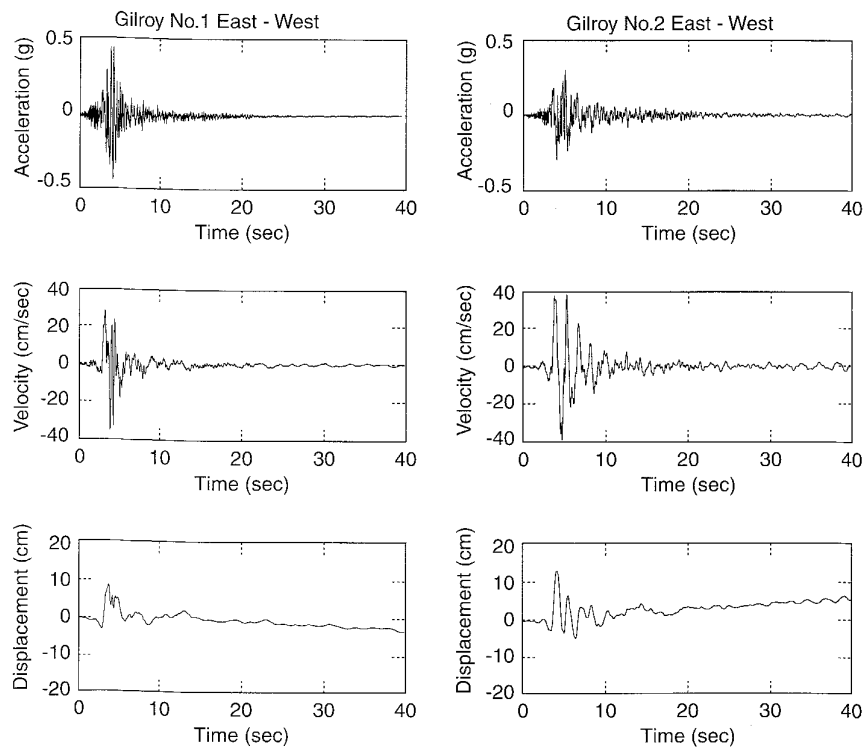 Gilroy No.1 East - West
Acceleration (g)
0.5
0
-0.5
0 10 20 30 40
Time (sec)
Gilroy No.2 East - West
Acceleration (g)
0.5
0
-0.5
0 10 20 30 40
Time (sec)
Velocity (cm/sec)
40
20
0
-20
-40
0 10 20 30 40
Time (sec)
Velocity (cm/sec)
40
20
0
-20
-40
0 10 20 30 40
Time (sec)
Displacement (cm)
20
10
0
-10
-20
0 10 20 30 40
Time (sec)
Displacement (cm)
20
10
0
-10
-20
0 10 20 30 40
Time (sec)